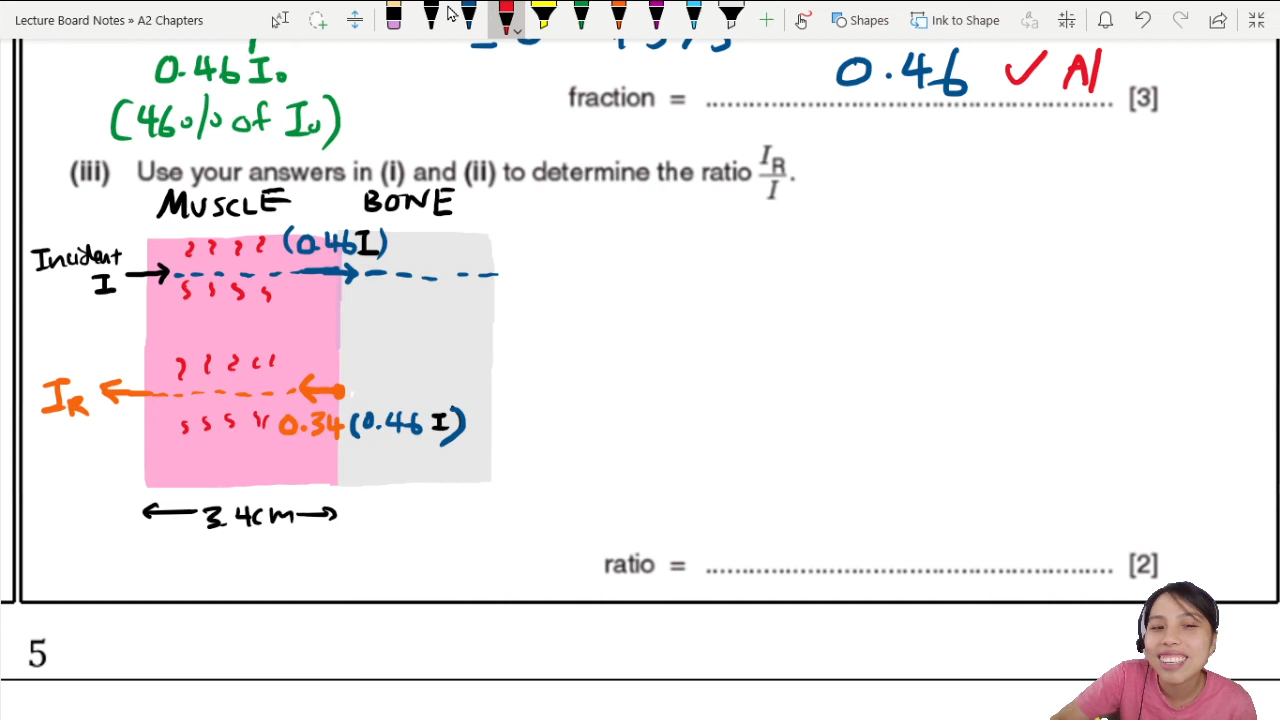 Lecture Board Notes » A2 Chapters
Shapes
Ink to Shape
0.46 I₀
(46% of I₀)
0.46 ✓ A1
fraction = .................................................................. [3]
(iii) Use your answers in (i) and (ii) to determine the ratio I_R/I.
MUSCLE BONE
Incident
I
(0.46 I)
I_R
0.34 (0.46 I)
3.4cm
ratio = .................................................................. [2]
5